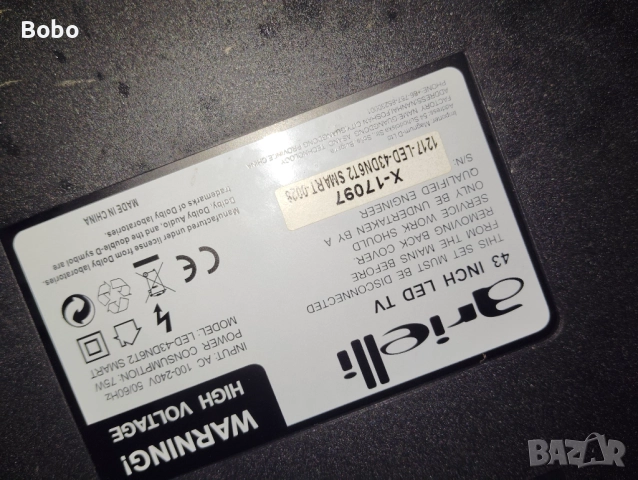 Bobo
arielli
43 INCH LED TV
THIS SET MUST BE DISCONNECTED
FROM THE MAINS BEFORE
REMOVING BACK COVER.
SERVICE WORK SHOULD
ONLY BE UNDERTAKEN BY A
QUALIFIED ENGINEER
S/N:
X-17097
1217-LED-43DN6T2 SMART-0028
WARNING!
HIGH VOLTAGE
INPUT: AC 100-240V 50/60Hz
POWER CONSUMPTION: 75W
MODEL: LED-43DN6T2 SMART
CE
Manufactured under license from Dolby laboratories.
Dolby, Dolby Audio, and the double-D symbol are
trademarks of Dolby laboratories.
MADE IN CHINA
BAZAR